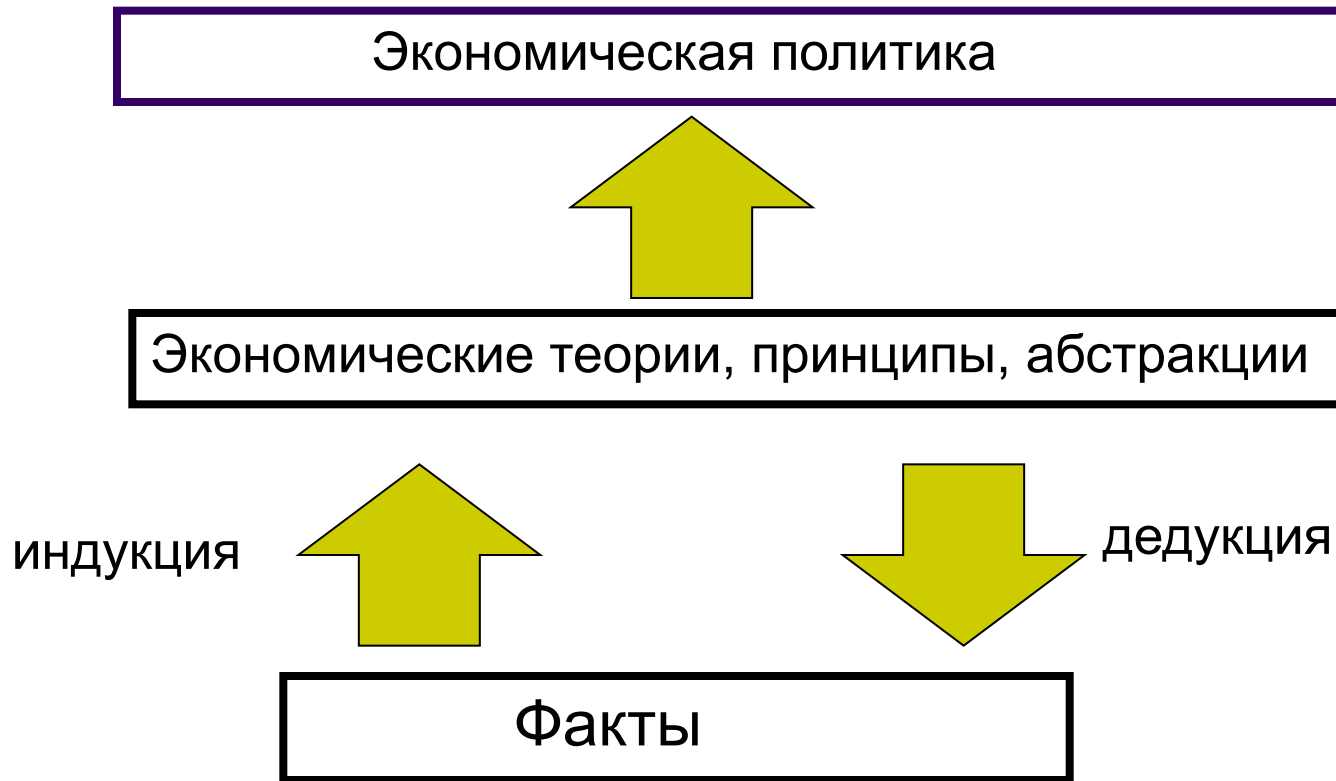 Экономическая политика
Экономические теории, принципы, абстракции
индукция
дедукция
Факты